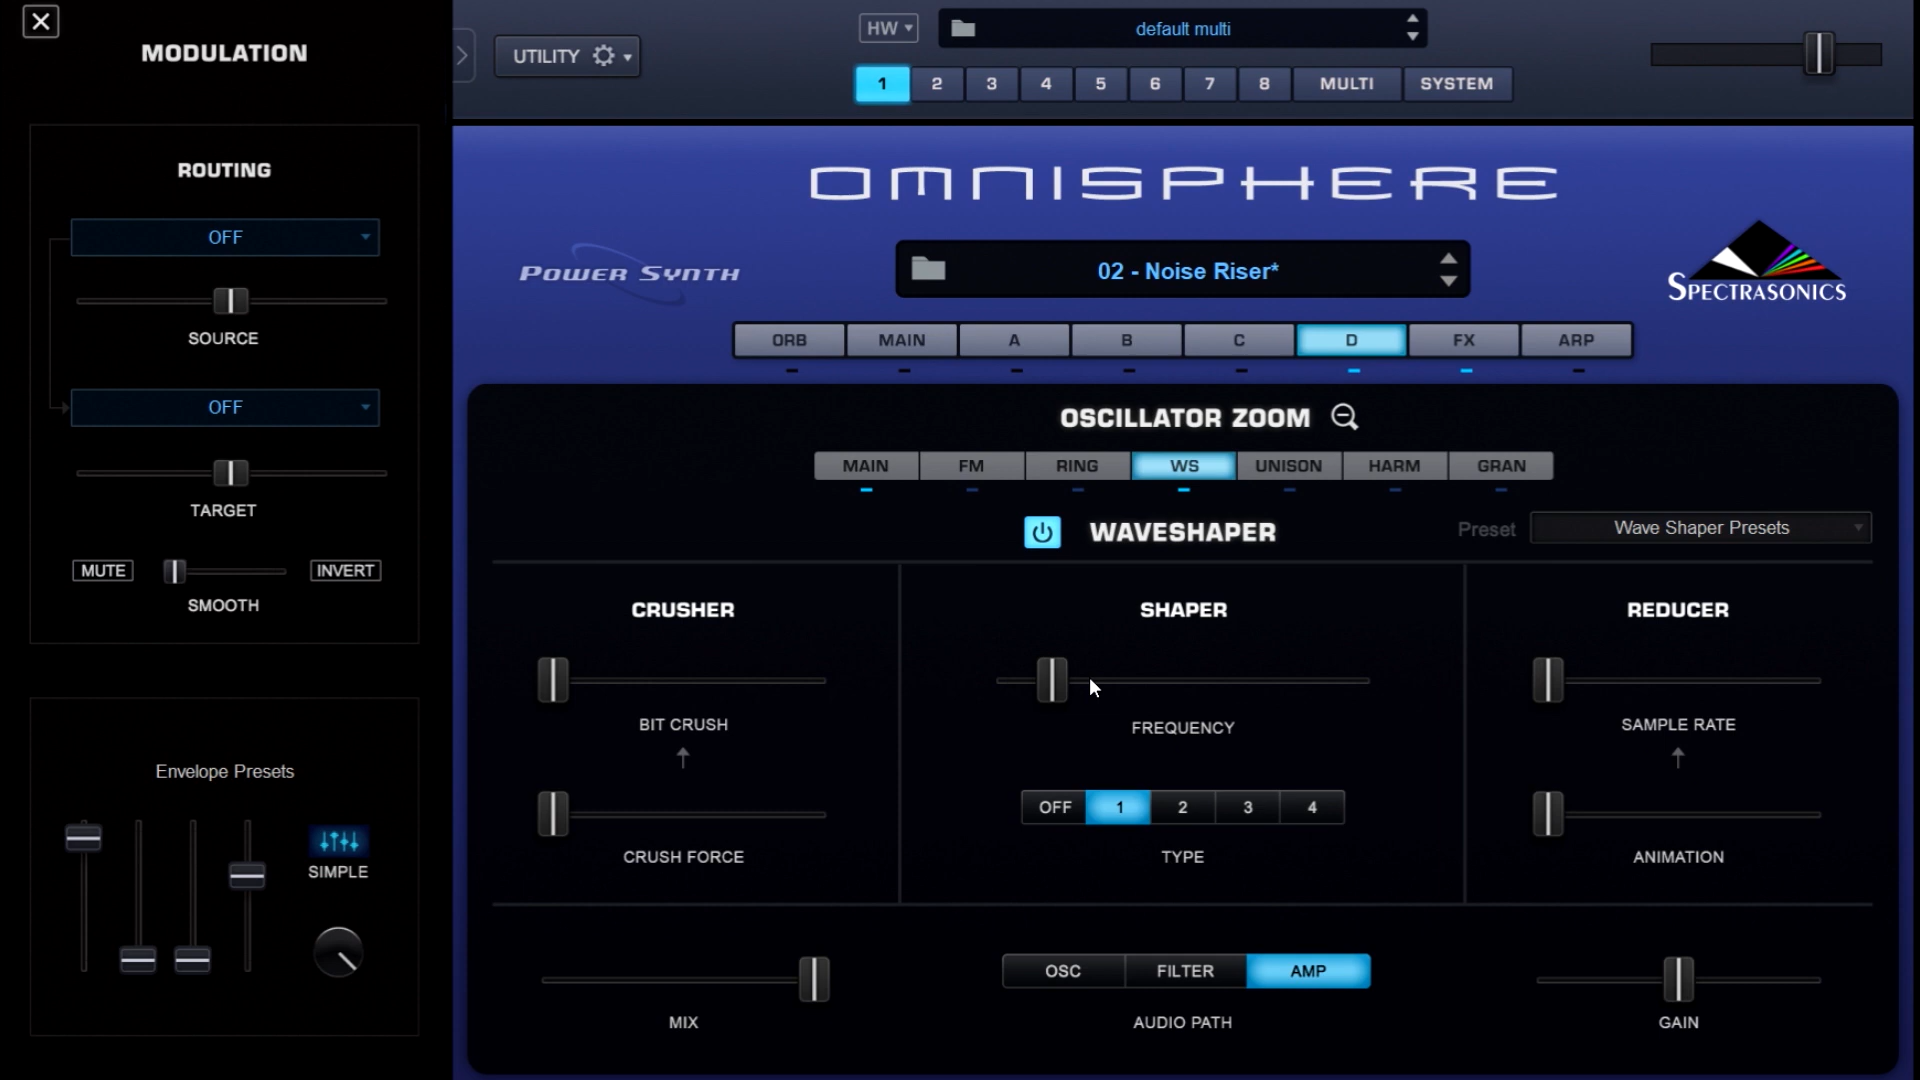 MODULATION
ROUTING
OFF
SOURCE
OFF
TARGET
MUTE
INVERT
SMOOTH
Envelope Presets
SIMPLE
UTILITY
HW
default multi
1 2 3 4 5 6 7 8 MULTI SYSTEM
OMNISPHERE
POWER SYNTH
02 - Noise Riser*
SPECTRASONICS
ORB MAIN A B C D FX ARP
OSCILLATOR ZOOM
MAIN FM RING WS UNISON HARM GRAN
WAVESHAPER
Preset Wave Shaper Presets
CRUSHER
BIT CRUSH
CRUSH FORCE
SHAPER
FREQUENCY
OFF 1 2 3 4
TYPE
REDUCER
SAMPLE RATE
ANIMATION
MIX
OSC FILTER AMP
AUDIO PATH
GAIN